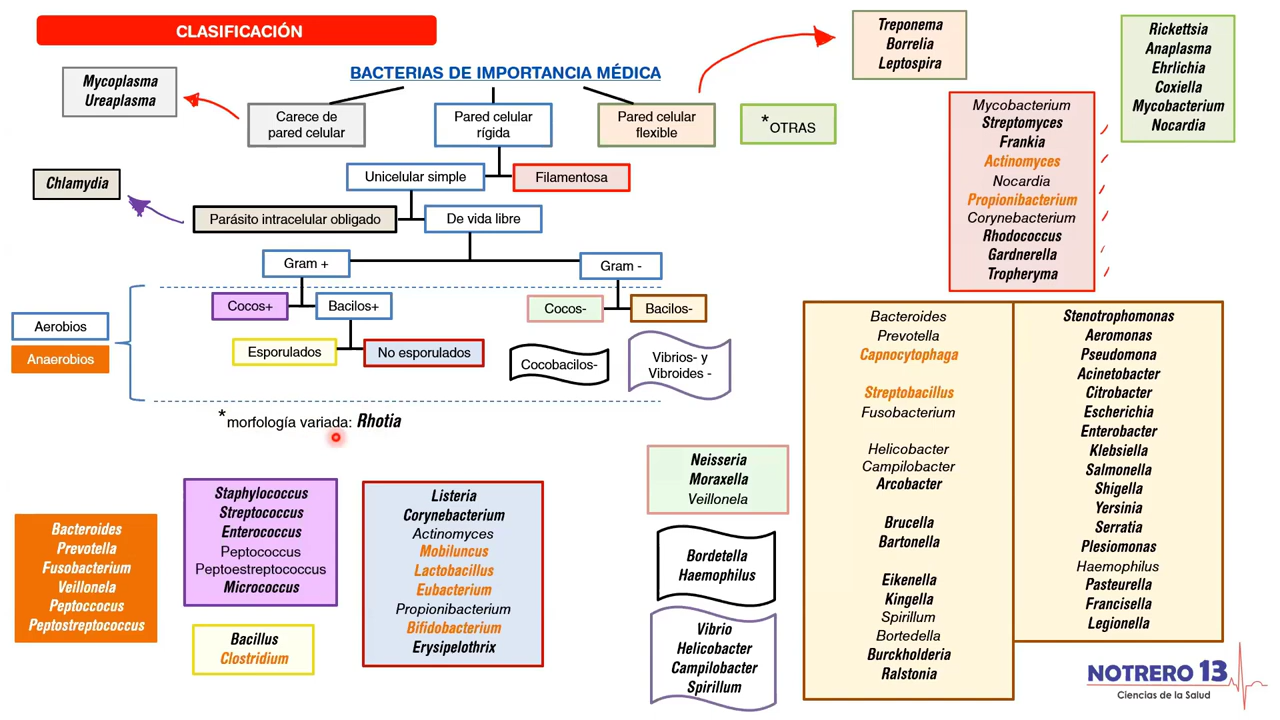 CLASIFICACIÓN
BACTERIAS DE IMPORTANCIA MÉDICA
Mycoplasma
Ureaplasma
Carece de
pared celular
Pared celular
rígida
Pared celular
flexible
*OTRAS
Treponema
Borrelia
Leptospira
Rickettsia
Anaplasma
Ehrlichia
Coxiella
Mycobacterium
Nocardia
Mycobacterium
Streptomyces
Frankia
Actinomyces
Nocardia
Propionibacterium
Corynebacterium
Rhodococcus
Gardnerella
Tropheryma
Unicelular simple
Filamentosa
Chlamydia
Parásito intracelular obligado
De vida libre
Gram +
Gram -
Cocos+
Bacilos+
Cocos-
Bacilos-
Aerobios
Anaerobios
Esporulados
No esporulados
Cocobacilos-
Vibrios- y
Vibroides -
*morfología variada: Rhotia
Bacteroides
Prevotella
Fusobacterium
Veillonela
Peptoccocus
Peptostreptococcus
Staphylococcus
Streptococcus
Enterococcus
Peptococcus
Peptoestreptococcus
Micrococcus
Bacillus
Clostridium
Listeria
Corynebacterium
Actinomyces
Mobiluncus
Lactobacillus
Eubacterium
Propionibacterium
Bifidobacterium
Erysipelothrix
Neisseria
Moraxella
Veillonela
Bordetella
Haemophilus
Vibrio
Helicobacter
Campilobacter
Spirillum
Bacteroides
Prevotella
Capnocytophaga
Streptobacillus
Fusobacterium
Helicobacter
Campilobacter
Arcobacter
Brucella
Bartonella
Eikenella
Kingella
Spirillum
Bortedella
Burckholderia
Ralstonia
Stenotrophomonas
Aeromonas
Pseudomona
Acinetobacter
Citrobacter
Escherichia
Enterobacter
Klebsiella
Salmonella
Shigella
Yersinia
Serratia
Plesiomonas
Haemophilus
Pasteurella
Francisella
Legionella
NOTRERO 13
Ciencias de la Salud